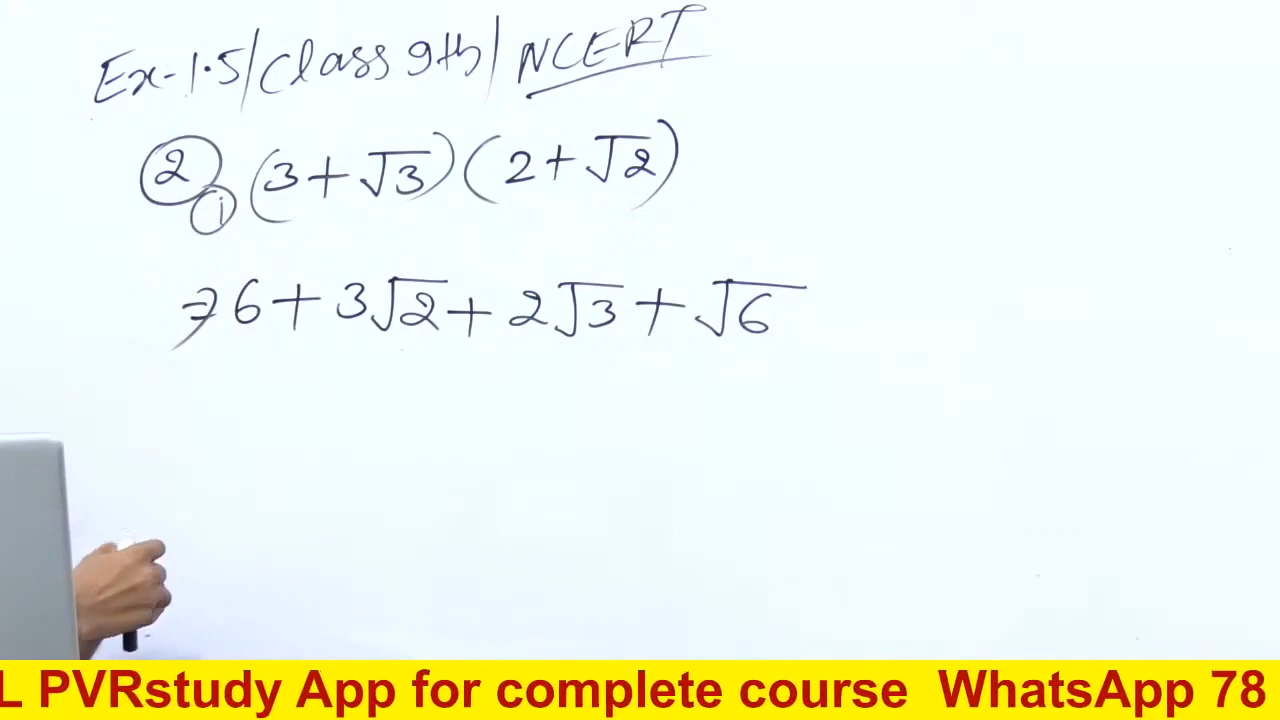 Ex-1.5/Class 9th/NCERT
2 i (3+√3)(2+√2)
⇒ 6+3√2+2√3+√6
L PVRstudy App for complete course WhatsApp 78